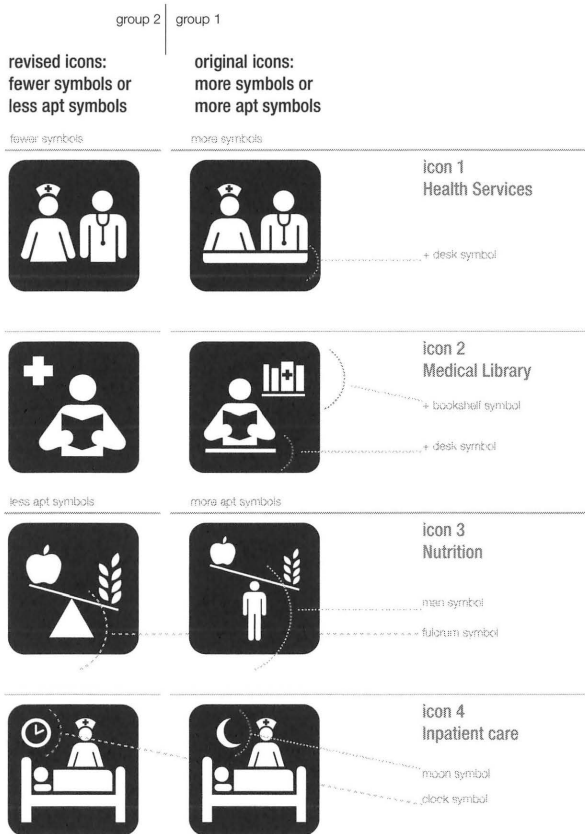 group 2
group 1
revised icons:
fewer symbols or
less apt symbols
original icons:
more symbols or
more apt symbols
fewer symbols
more symbols
icon 1
Health Services
+ desk symbol
icon 2
Medical Library
+ bookshelf symbol
+ desk symbol
less apt symbols
more apt symbols
icon 3
Nutrition
man symbol
fulcrum symbol
icon 4
Inpatient care
moon symbol
clock symbol